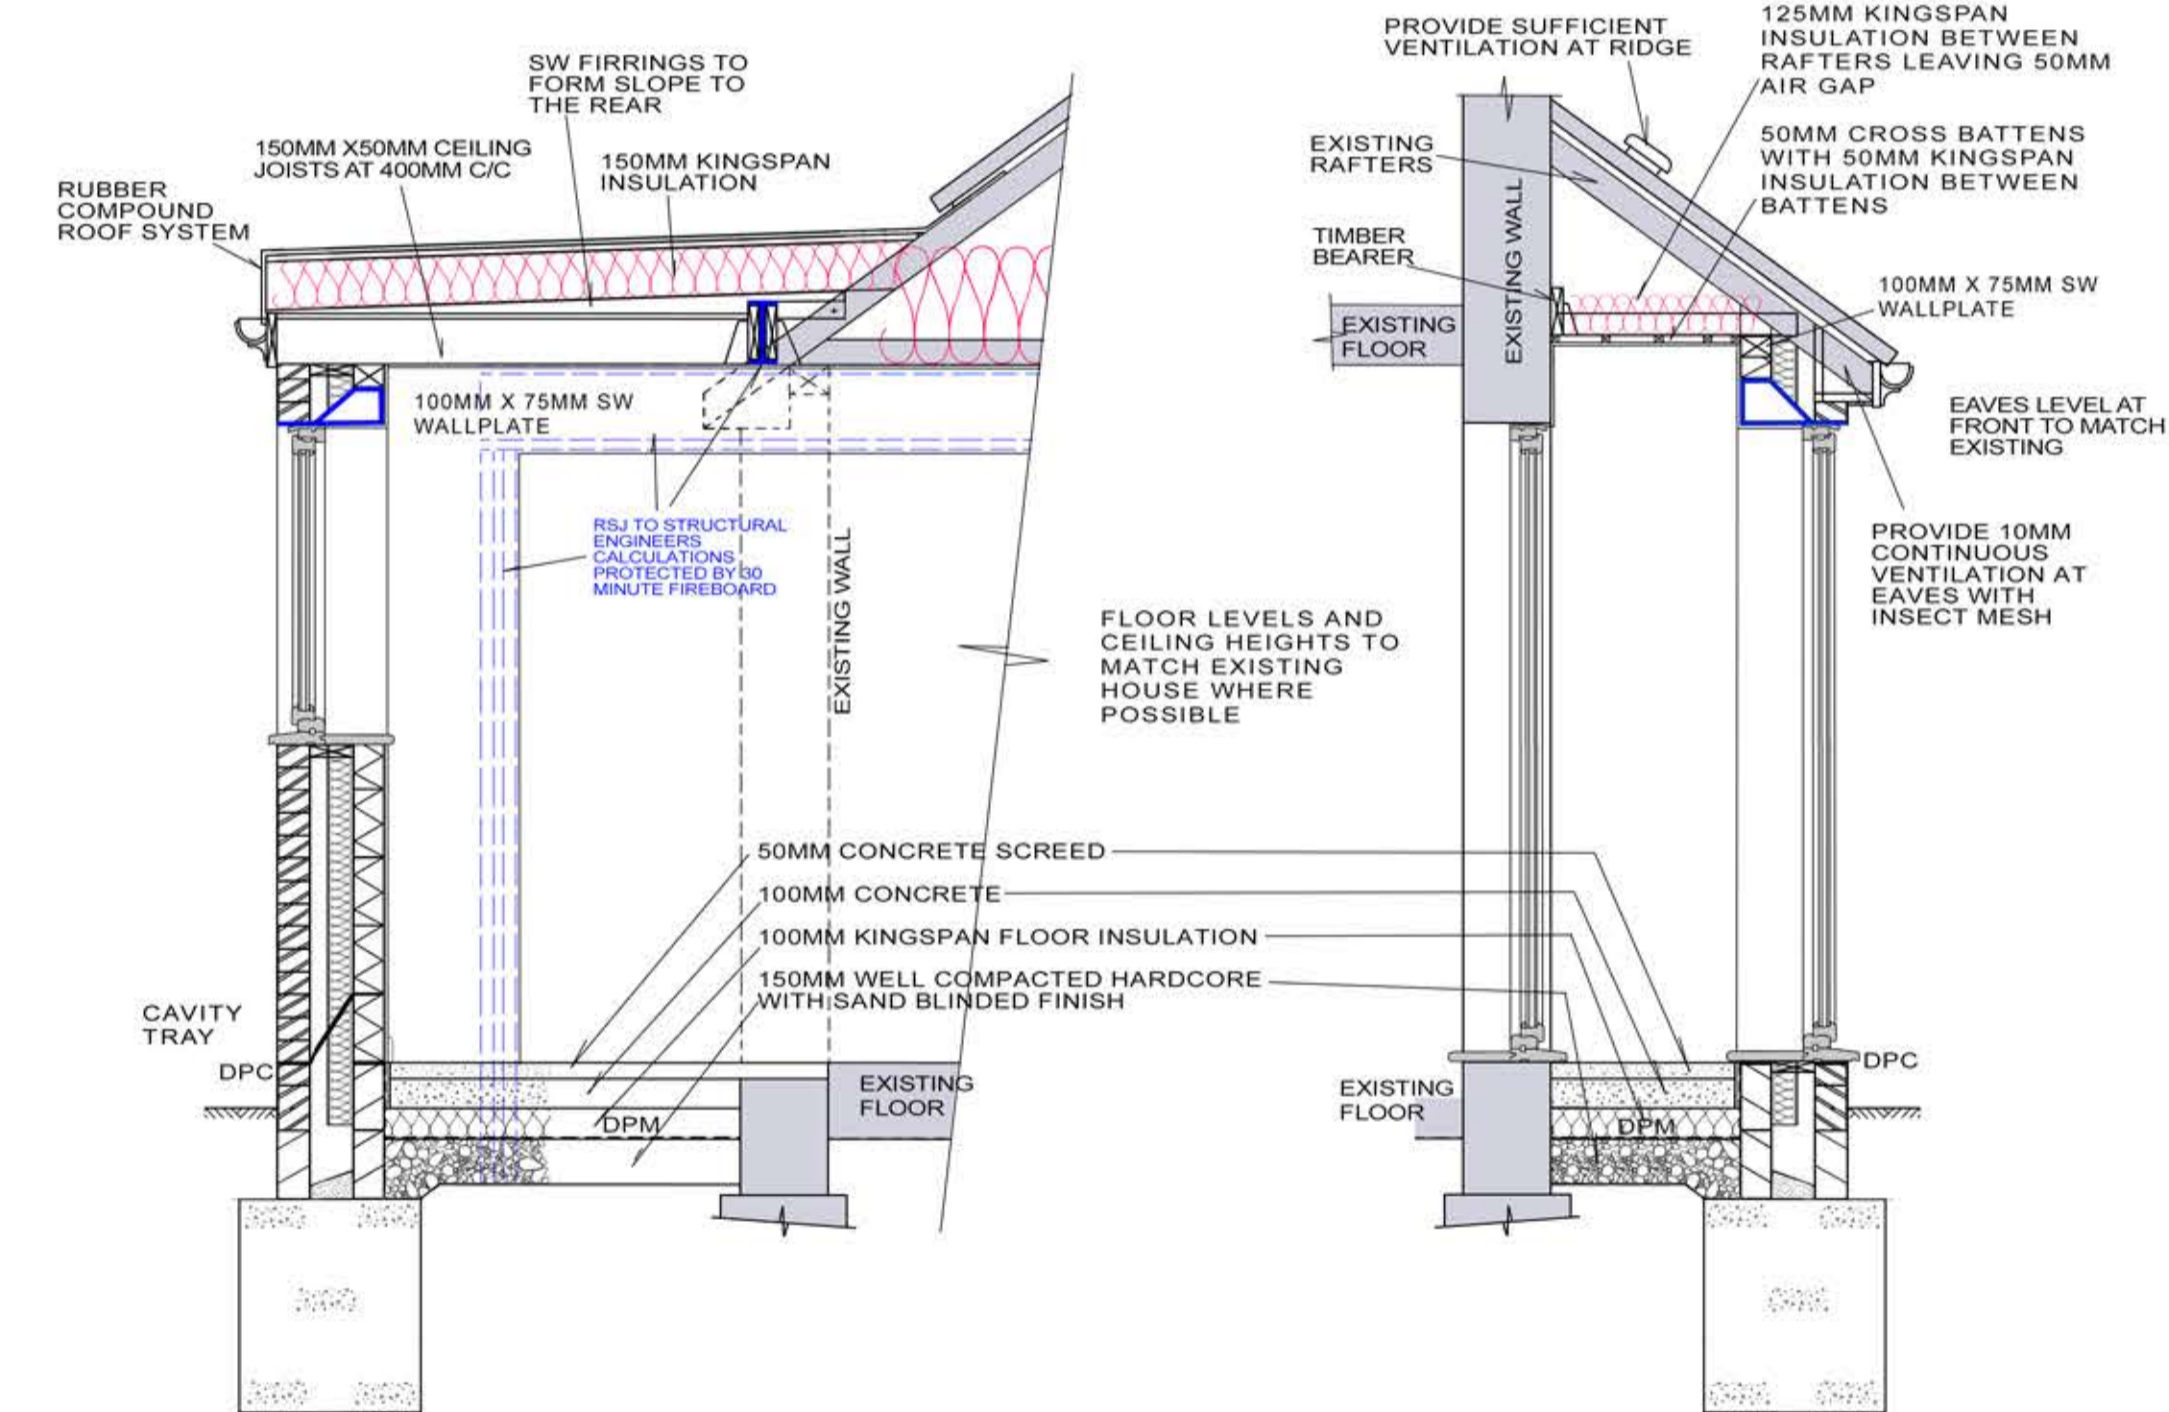 SW FIRRINGS TO
FORM SLOPE TO
THE REAR
150MM X50MM CEILING
JOISTS AT 400MM C/C
150MM KINGSPAN
INSULATION
RUBBER
COMPOUND
ROOF SYSTEM
100MM X 75MM SW
WALLPLATE
RSJ TO STRUCTURAL
ENGINEERS
CALCULATIONS
PROTECTED BY 30
MINUTE FIREBOARD
EXISTING WALL
FLOOR LEVELS AND
CEILING HEIGHTS TO
MATCH EXISTING
HOUSE WHERE
POSSIBLE
50MM CONCRETE SCREED
100MM CONCRETE
100MM KINGSPAN FLOOR INSULATION
150MM WELL COMPACTED HARDCORE
WITH SAND BLINDED FINISH
CAVITY
TRAY
DPC
EXISTING
FLOOR
DPM
PROVIDE SUFFICIENT
VENTILATION AT RIDGE
125MM KINGSPAN
INSULATION BETWEEN
RAFTERS LEAVING 50MM
AIR GAP
EXISTING
RAFTERS
50MM CROSS BATTENS
WITH 50MM KINGSPAN
INSULATION BETWEEN
BATTENS
TIMBER
BEARER
EXISTING WALL
100MM X 75MM SW
WALLPLATE
EXISTING
FLOOR
EAVES LEVEL AT
FRONT TO MATCH
EXISTING
PROVIDE 10MM
CONTINUOUS
VENTILATION AT
EAVES WITH
INSECT MESH
DPC
EXISTING
FLOOR
DPM